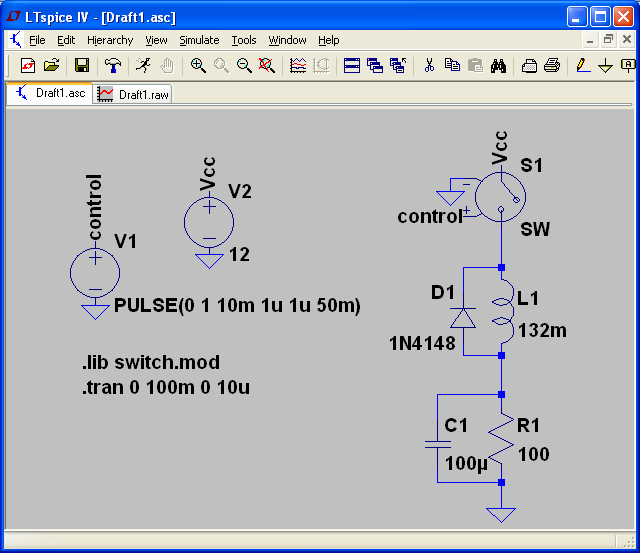 LTspice IV - [Draft1.asc]
File Edit Hierarchy View Simulate Tools Window Help
Draft1.asc Draft1.raw
control
V1
PULSE(0 1 10m 1u 1u 50m)
Vcc
V2
12
.lib switch.mod
.tran 0 100m 0 10u
Vcc
S1
control
SW
D1
1N4148
L1
132m
C1
100µ
R1
100